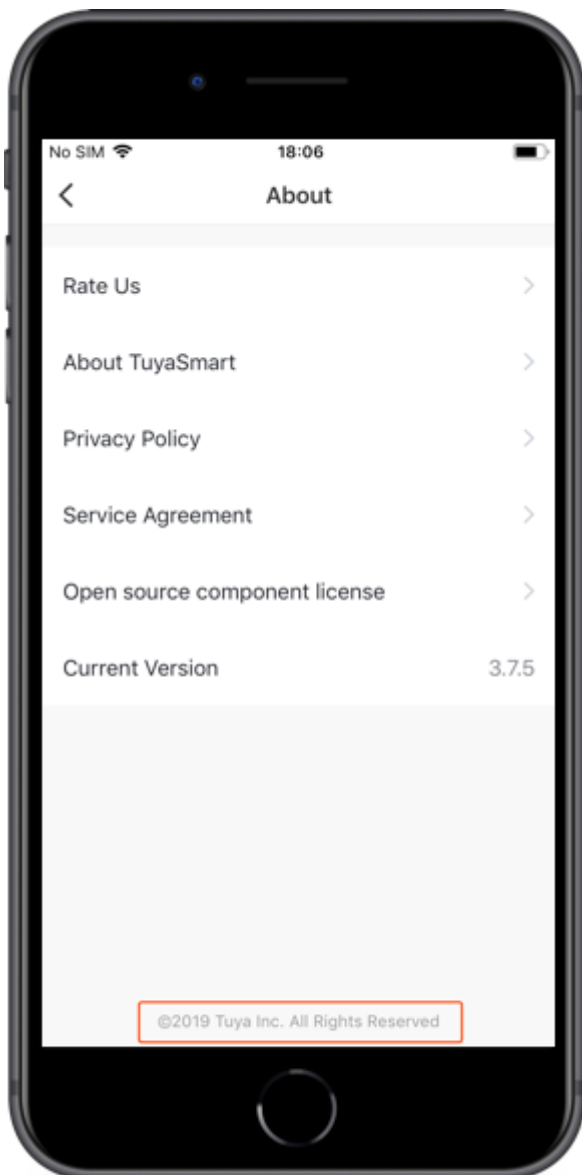 No SIM 18:06
About
Rate Us
About TuyaSmart
Privacy Policy
Service Agreement
Open source component license
Current Version 3.7.5
©2019 Tuya Inc. All Rights Reserved